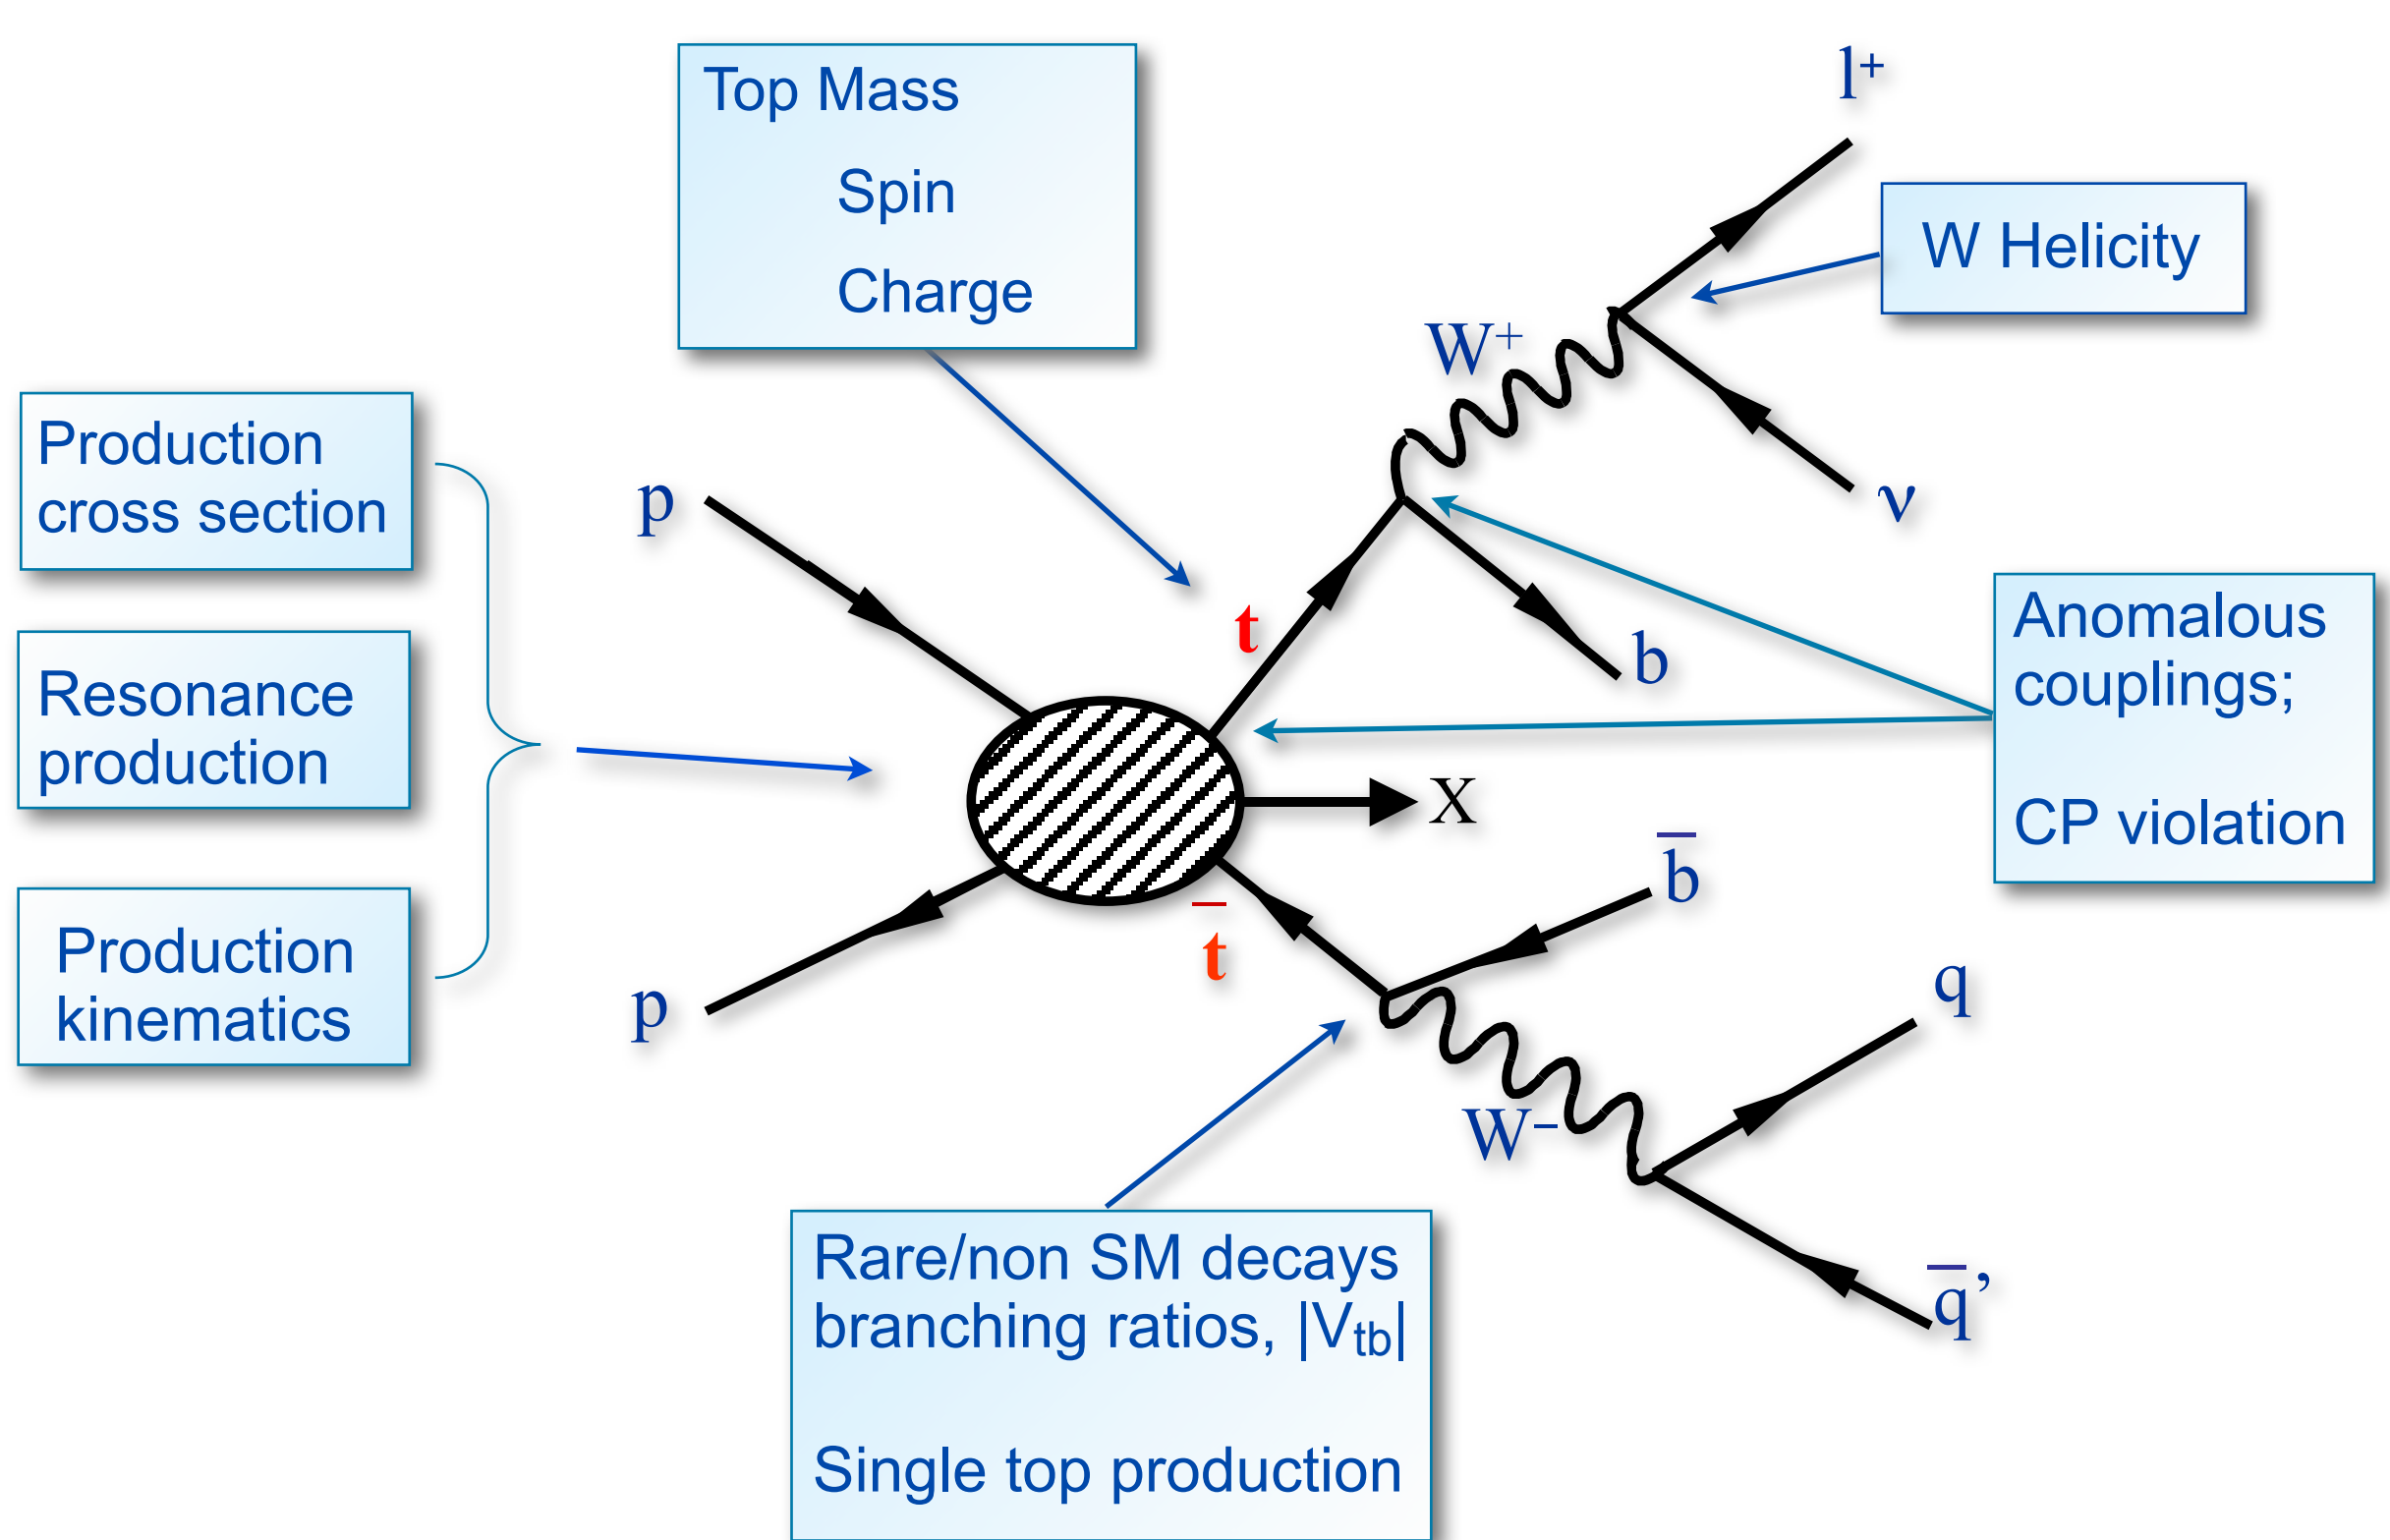 Top Mass
Spin
Charge
l⁺
W Helicity
W⁺
Production
cross section
p
ν
t
b
Anomalous
couplings;
CP violation
Resonance
production
X
b̅
Production
kinematics
p
t̅
q
W⁻
q̅’
Rare/non SM decays
branching ratios, |V_tb|
Single top production